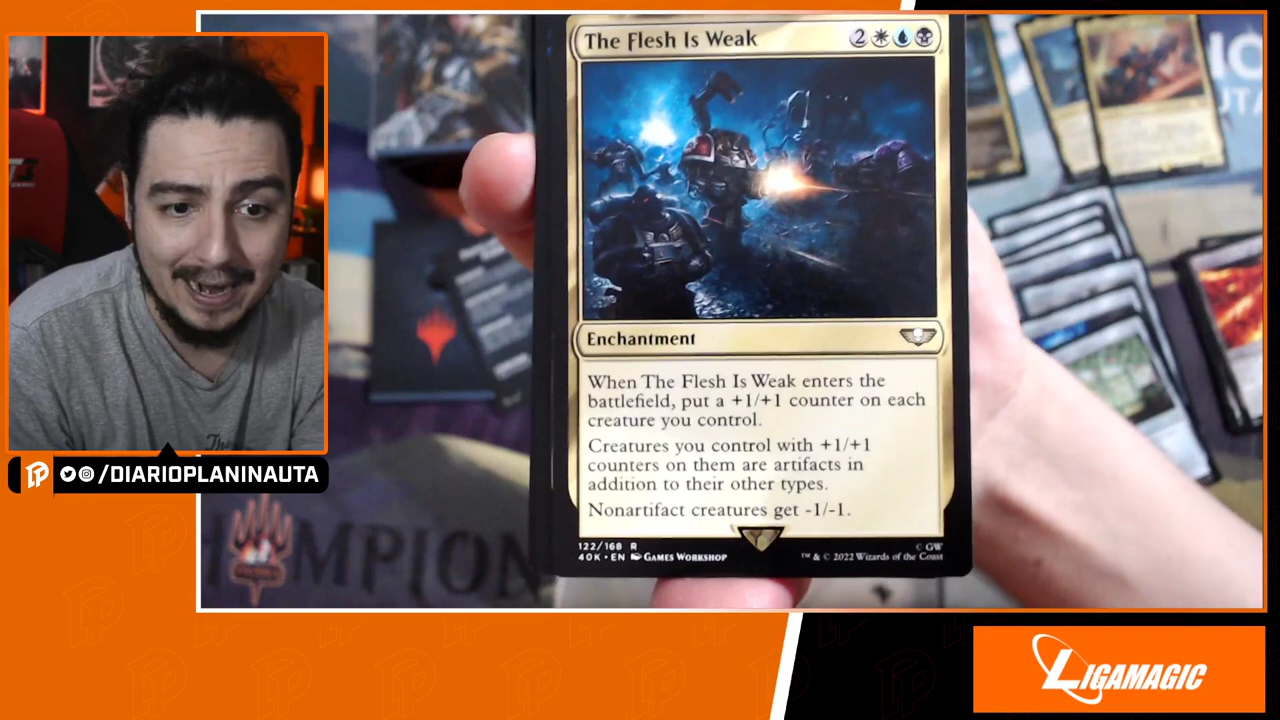 The Flesh Is Weak 2
Enchantment
When The Flesh Is Weak enters the
battlefield, put a +1/+1 counter on each
creature you control.
Creatures you control with +1/+1
counters on them are artifacts in
addition to their other types.
Nonartifact creatures get -1/-1.
122/168 R
40K • EN GAMES WORKSHOP
© GW
™ & © 2022 Wizards of the Coast
/DIARIOPLANINAUTA
HAMPION
LIGAMAGIC